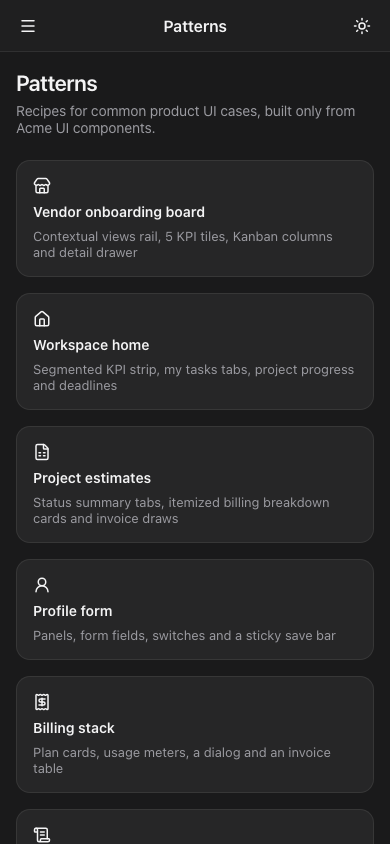 Patterns
Patterns
Recipes for common product UI cases, built only from
Acme UI components.
Vendor onboarding board
Contextual views rail, 5 KPI tiles, Kanban columns
and detail drawer
Workspace home
Segmented KPI strip, my tasks tabs, project progress
and deadlines
Project estimates
Status summary tabs, itemized billing breakdown
cards and invoice draws
Profile form
Panels, form fields, switches and a sticky save bar
Billing stack
Plan cards, usage meters, a dialog and an invoice
table